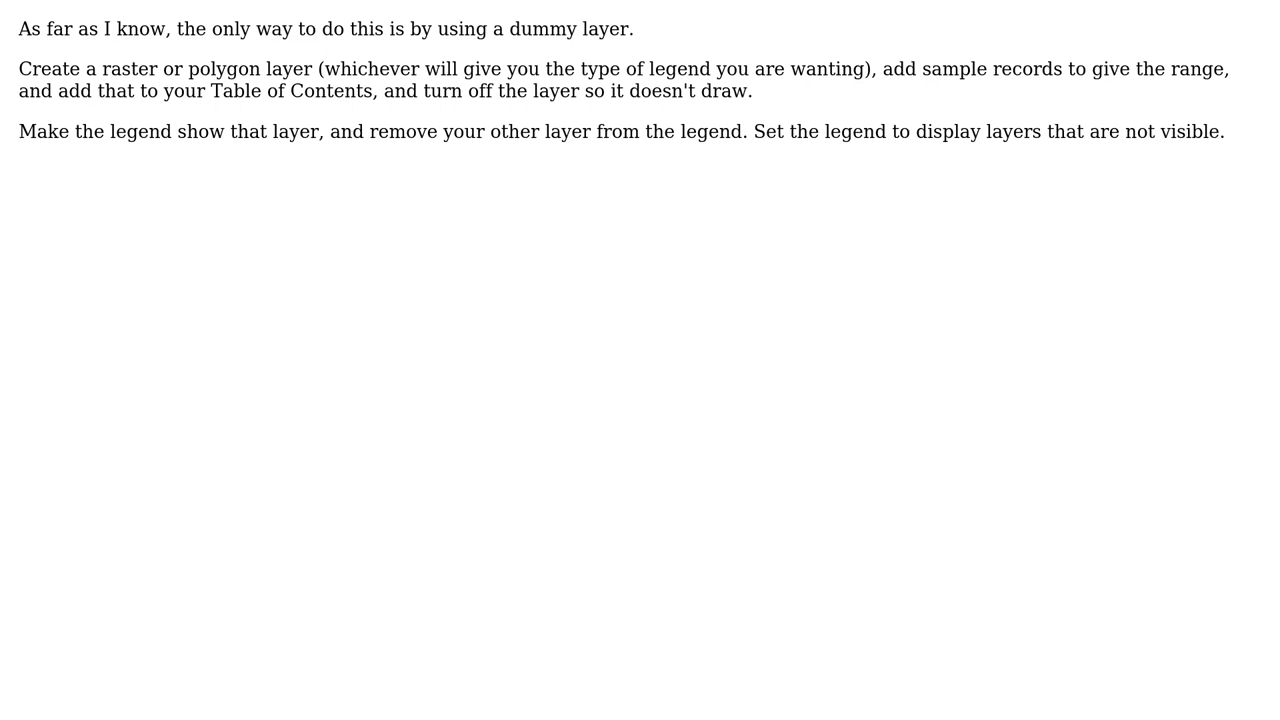 As far as I know, the only way to do this is by using a dummy layer.
Create a raster or polygon layer (whichever will give you the type of legend you are wanting), add sample records to give the range,
and add that to your Table of Contents, and turn off the layer so it doesn't draw.
Make the legend show that layer, and remove your other layer from the legend. Set the legend to display layers that are not visible.